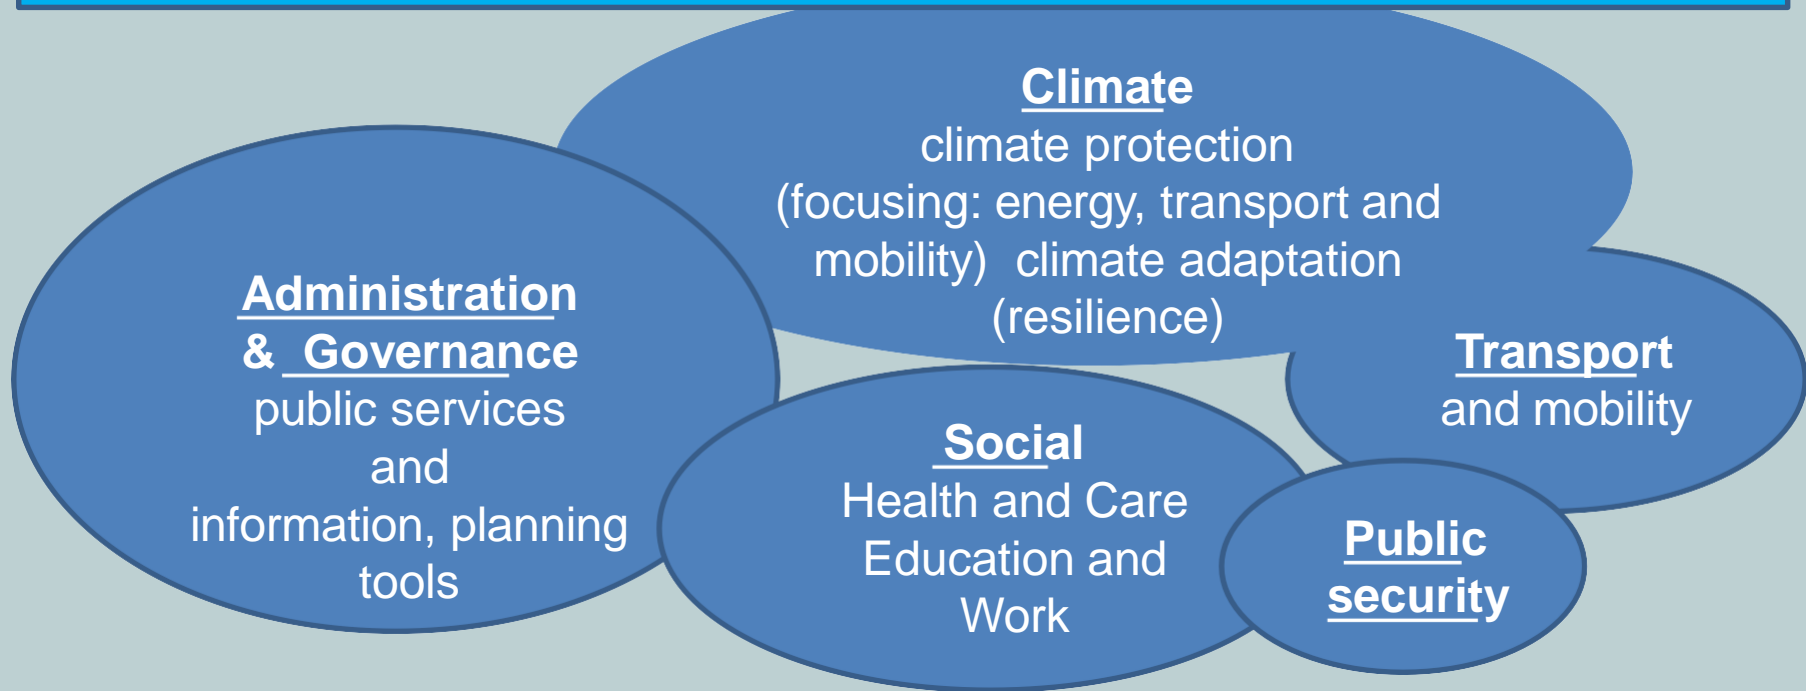 Climate
climate protection
(focusing: energy, transport and
mobility)  climate adaptation
(resilience)
Administration
&  Governance
public services
and
information, planning
tools
Social
Health and Care
Education and
Work
Transport
and mobility
Public
security